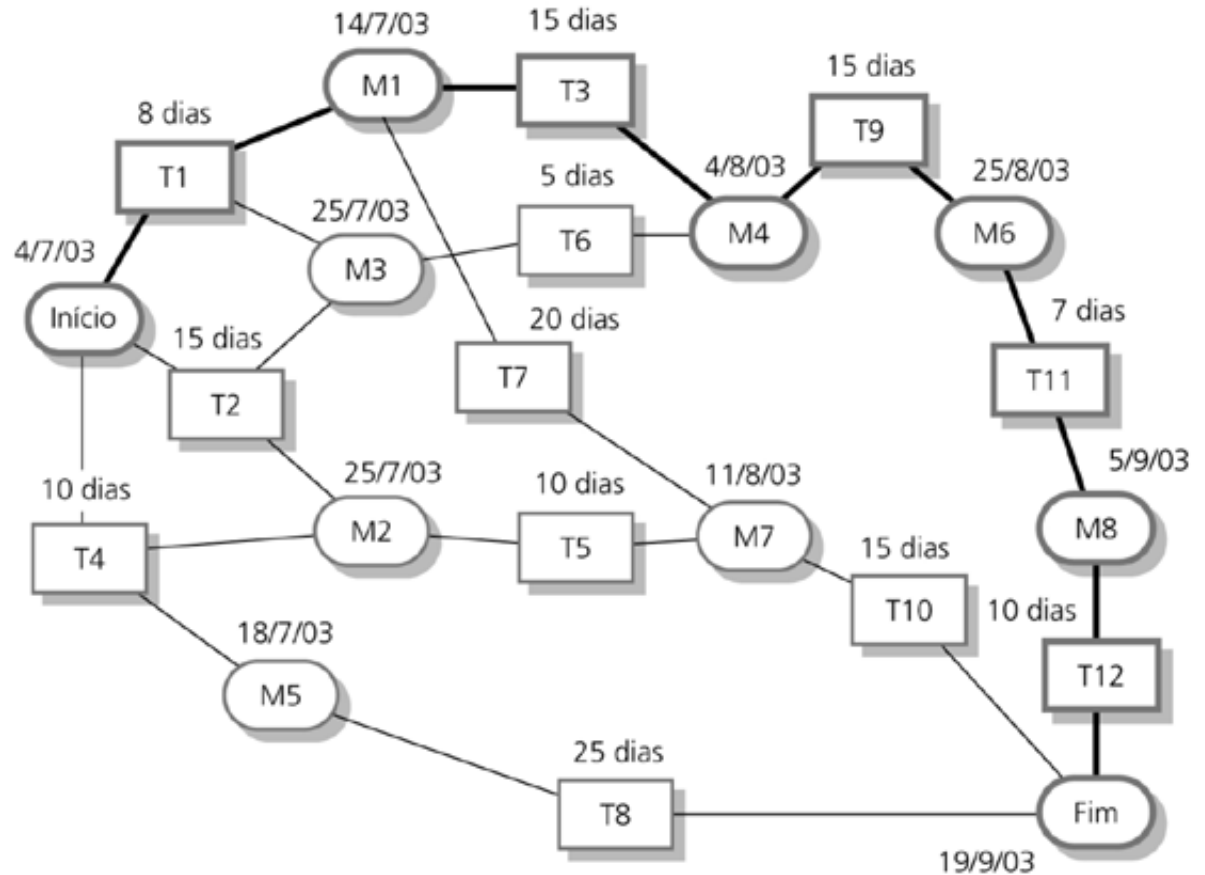 14/7/03
15 dias
M1
T3
15 dias
8 dias
T9
T1
5 dias
4/8/03
25/8/03
25/7/03
4/7/03
M3
T6
M4
M6
Início
15 dias
20 dias
7 dias
T2
T7
T11
25/7/03
11/8/03
5/9/03
10 dias
10 dias
M2
T5
M7
M8
T4
15 dias
18/7/03
T10
10 dias
M5
T12
25 dias
T8
Fim
19/9/03